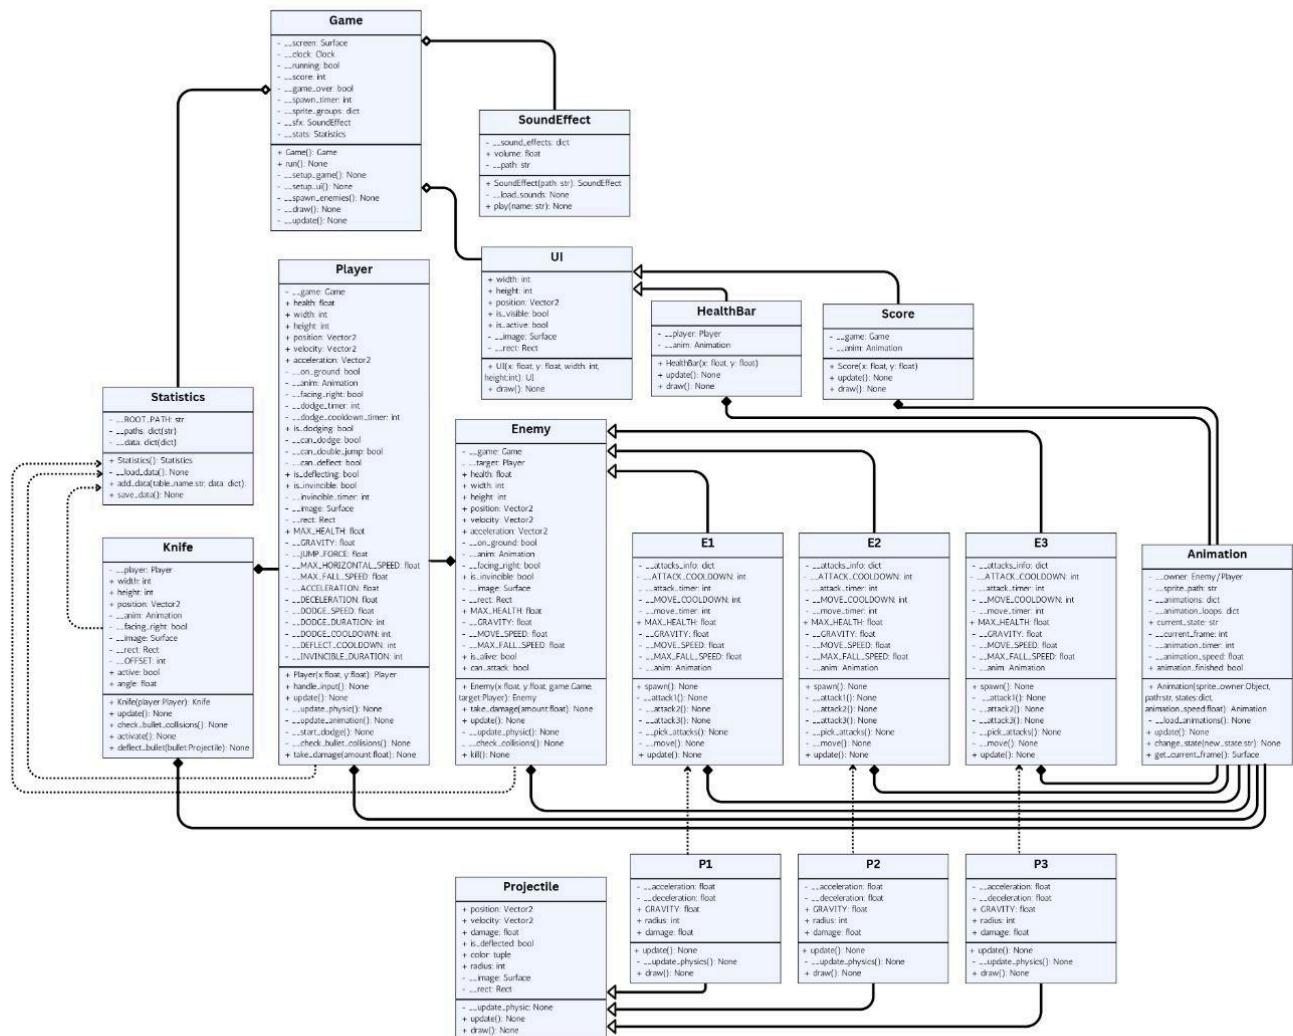 Game
- __screen: Surface
- __clock: Clock
- __running: bool
- __score: int
- __game_over: bool
- __spawn_timer: int
- __sprite_groups: dict
- __sfx: SoundEffect
- __stats: Statistics
+ Game(): Game
+ run(): None
- __setup_game(): None
- __setup_ui(): None
- __spawn_enemies(): None
- __draw(): None
- __update(): None
SoundEffect
- __sound_effects: dict
+ volume: float
- __path: str
+ SoundEffect(path: str): SoundEffect
- __load_sounds: None
+ play(name: str): None
UI
+ width: int
+ height: int
+ position: Vector2
+ is_visible: bool
+ is_active: bool
- __image: Surface
- __rect: Rect
+ UI(x: float, y: float, width: int,
height:int): UI
+ draw(): None
HealthBar
- __player: Player
- __anim: Animation
+ HealthBar(x: float, y: float)
+ update(): None
+ draw(): None
Score
- __game: Game
- __anim: Animation
+ Score(x: float, y: float)
+ update(): None
+ draw(): None
Player
- __game: Game
+ health: float
+ width: int
+ height: int
+ position: Vector2
+ velocity: Vector2
+ acceleration: Vector2
- __on_ground: bool
- __anim: Animation
- __facing_right: bool
- __dodge_timer: int
- __dodge_cooldown_timer: int
+ is_dodging: bool
- __can_dodge: bool
- __can_double_jump: bool
- __can_deflect: bool
+ is_deflecting: bool
+ is_invincible: bool
- __invincible_timer: int
- __image: Surface
- __rect: Rect
+ MAX_HEALTH: float
- __GRAVITY: float
- __JUMP_FORCE: float
- __MAX_HORIZONTAL_SPEED: float
- __MAX_FALL_SPEED: float
- __ACCELERATION: float
- __DECELERATION: float
- __DODGE_SPEED: float
- __DODGE_DURATION: int
- __DODGE_COOLDOWN: int
- __DEFLECT_COOLDOWN: int
- __INVINCIBLE_DURATION: int
+ Player(x:float, y:float): Player
+ handle_input(): None
+ update(): None
- __update_physic(): None
- __update_animation(): None
- __start_dodge(): None
- __check_bullet_collisions(): None
+ take_damage(amount:float): None
Statistics
- __ROOT_PATH: str
- __paths: dict(str)
- __data: dict(dict)
+ Statistics(): Statistics
- __load_data(): None
+ add_data(table_name:str, data: dict)
+ save_data(): None
Knife
- __player: Player
+ width: int
+ height: int
+ position: Vector2
- __anim: Animation
- __facing_right: bool
- __image: Surface
- __rect: Rect
- __OFFSET: int
+ active: bool
+ angle: float
+ Knife(player:Player): Knife
+ update(): None
+ check_bullet_collisions(): None
+ activate(): None
+ deflect_bullet(bullet:Projectile): None
Enemy
- __game: Game
- __target: Player
+ health: float
+ width: int
+ height: int
+ position: Vector2
+ velocity: Vector2
+ acceleration: Vector2
- __on_ground: bool
- __anim: Animation
- __facing_right: bool
+ is_invincible: bool
- __image: Surface
- __rect: Rect
+ MAX_HEALTH: float
- __GRAVITY: float
- __MOVE_SPEED: float
- __MAX_FALL_SPEED: float
+ is_alive: bool
+ can_attack: bool
+ Enemy(x:float, y:float, game:Game,
target:Player): Enemy
+ take_damage(amount:float): None
+ update(): None
- __update_physic(): None
- __check_collisions(): None
+ kill(): None
E1
- __attacks_info: dict
- __ATTACK_COOLDOWN: int
- __attack_timer: int
- __MOVE_COOLDOWN: int
- __move_timer: int
+ MAX_HEALTH: float
- __GRAVITY: float
- __MOVE_SPEED: float
- __MAX_FALL_SPEED: float
- __anim: Animation
+ spawn(): None
- __attack1(): None
- __attack2(): None
- __attack3(): None
- __pick_attacks(): None
- __move(): None
+ update(): None
E2
- __attacks_info: dict
- __ATTACK_COOLDOWN: int
- __attack_timer: int
- __MOVE_COOLDOWN: int
- __move_timer: int
+ MAX_HEALTH: float
- __GRAVITY: float
- __MOVE_SPEED: float
- __MAX_FALL_SPEED: float
- __anim: Animation
+ spawn(): None
- __attack1(): None
- __attack2(): None
- __attack3(): None
- __pick_attacks(): None
- __move(): None
+ update(): None
E3
- __attacks_info: dict
- __ATTACK_COOLDOWN: int
- __attack_timer: int
- __MOVE_COOLDOWN: int
- __move_timer: int
+ MAX_HEALTH: float
- __GRAVITY: float
- __MOVE_SPEED: float
- __MAX_FALL_SPEED: float
- __anim: Animation
+ spawn(): None
- __attack1(): None
- __attack2(): None
- __attack3(): None
- __pick_attacks(): None
- __move(): None
+ update(): None
Animation
- __owner: Enemy/Player
- __sprite_path: str
- __animations: dict
- __animation_loops: dict
+ current_state: str
- __current_frame: int
- __animation_timer: int
- __animation_speed: float
+ animation_finished: bool
+ Animation(sprite_owner:Object,
path:str, states:dict,
animation_speed:float): Animation
- __load_animations(): None
+ update(): None
+ change_state(new_state:str): None
+ get_current_frame(): Surface
Projectile
+ position: Vector2
+ velocity: Vector2
+ damage: float
+ is_deflected: bool
+ color: tuple
+ radius: int
- __image: Surface
- __rect: Rect
- __update_physic: None
+ update(): None
+ draw(): None
P1
- __acceleration: float
- __deceleration: float
+ GRAVITY: float
+ radius: int
+ damage: float
+ update(): None
- __update_physics(): None
+ draw(): None
P2
- __acceleration: float
- __deceleration: float
+ GRAVITY: float
+ radius: int
+ damage: float
+ update(): None
- __update_physics(): None
+ draw(): None
P3
- __acceleration: float
- __deceleration: float
+ GRAVITY: float
+ radius: int
+ damage: float
+ update(): None
- __update_physics(): None
+ draw(): None